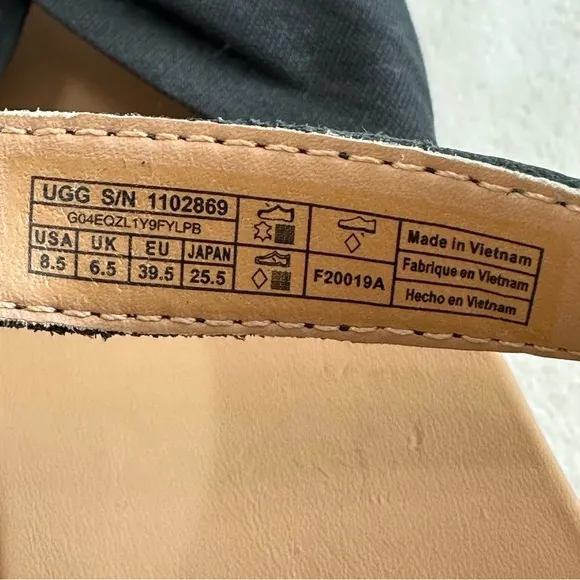 UGG S/N 1102869
G04EQZL1Y9FYLPB
USA UK EU JAPAN
8.5 6.5 39.5 25.5
F20019A
Made in Vietnam
Fabrique en Vietnam
Hecho en Vietnam